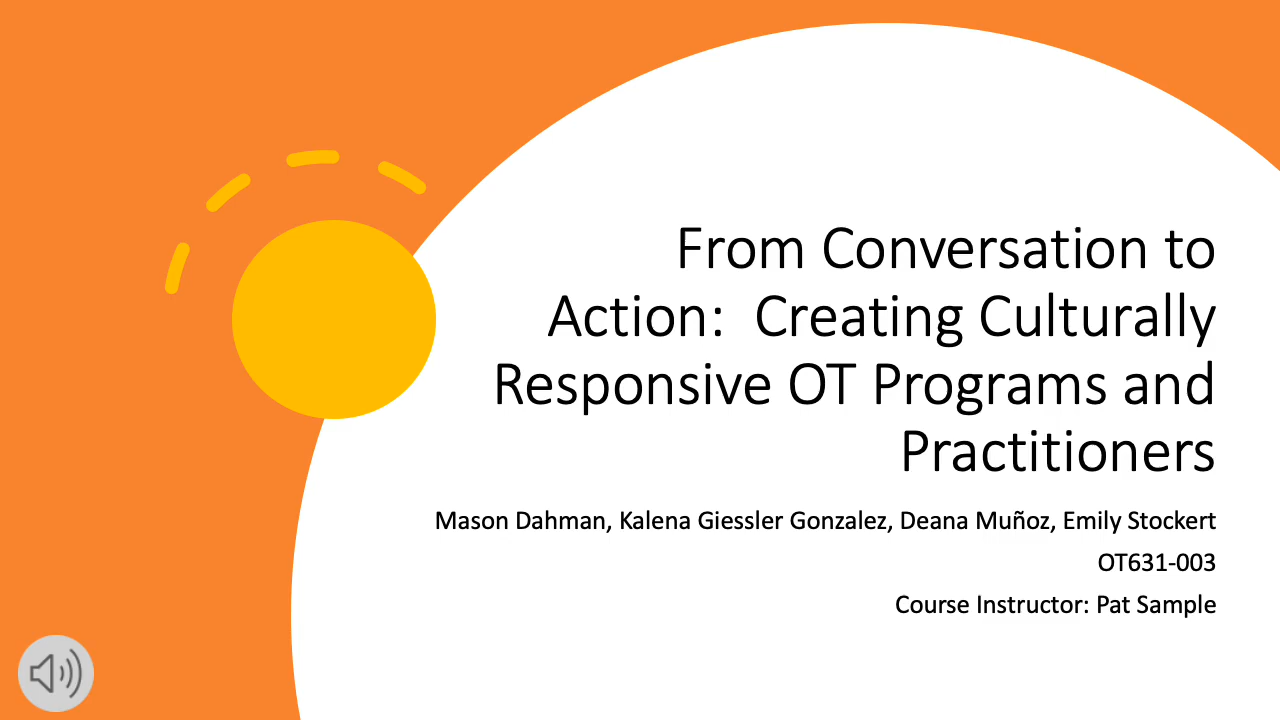 From Conversation to
Action:  Creating Culturally
Responsive OT Programs and
Practitioners
Mason Dahman, Kalena Giessler Gonzalez, Deana Muñoz, Emily Stockert
OT631-003
Course Instructor: Pat Sample